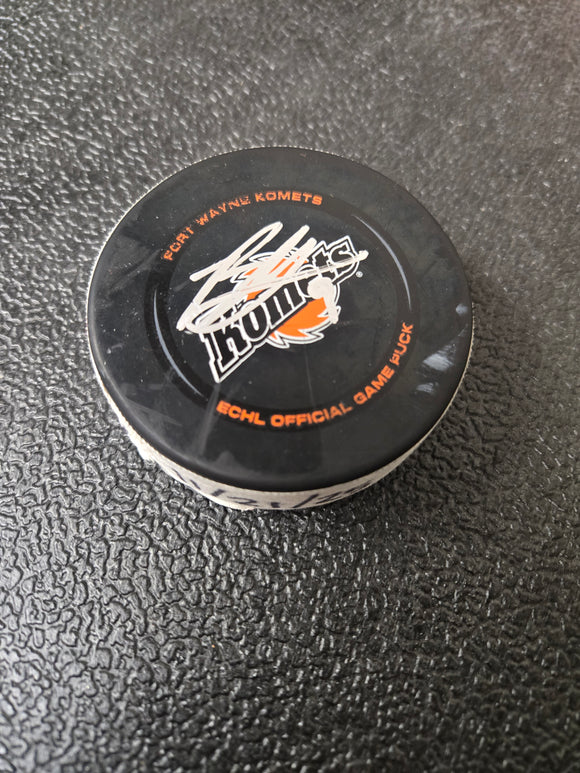 FORT WAYNE KOMETS
Komets®
ECHL OFFICIAL GAME PUCK